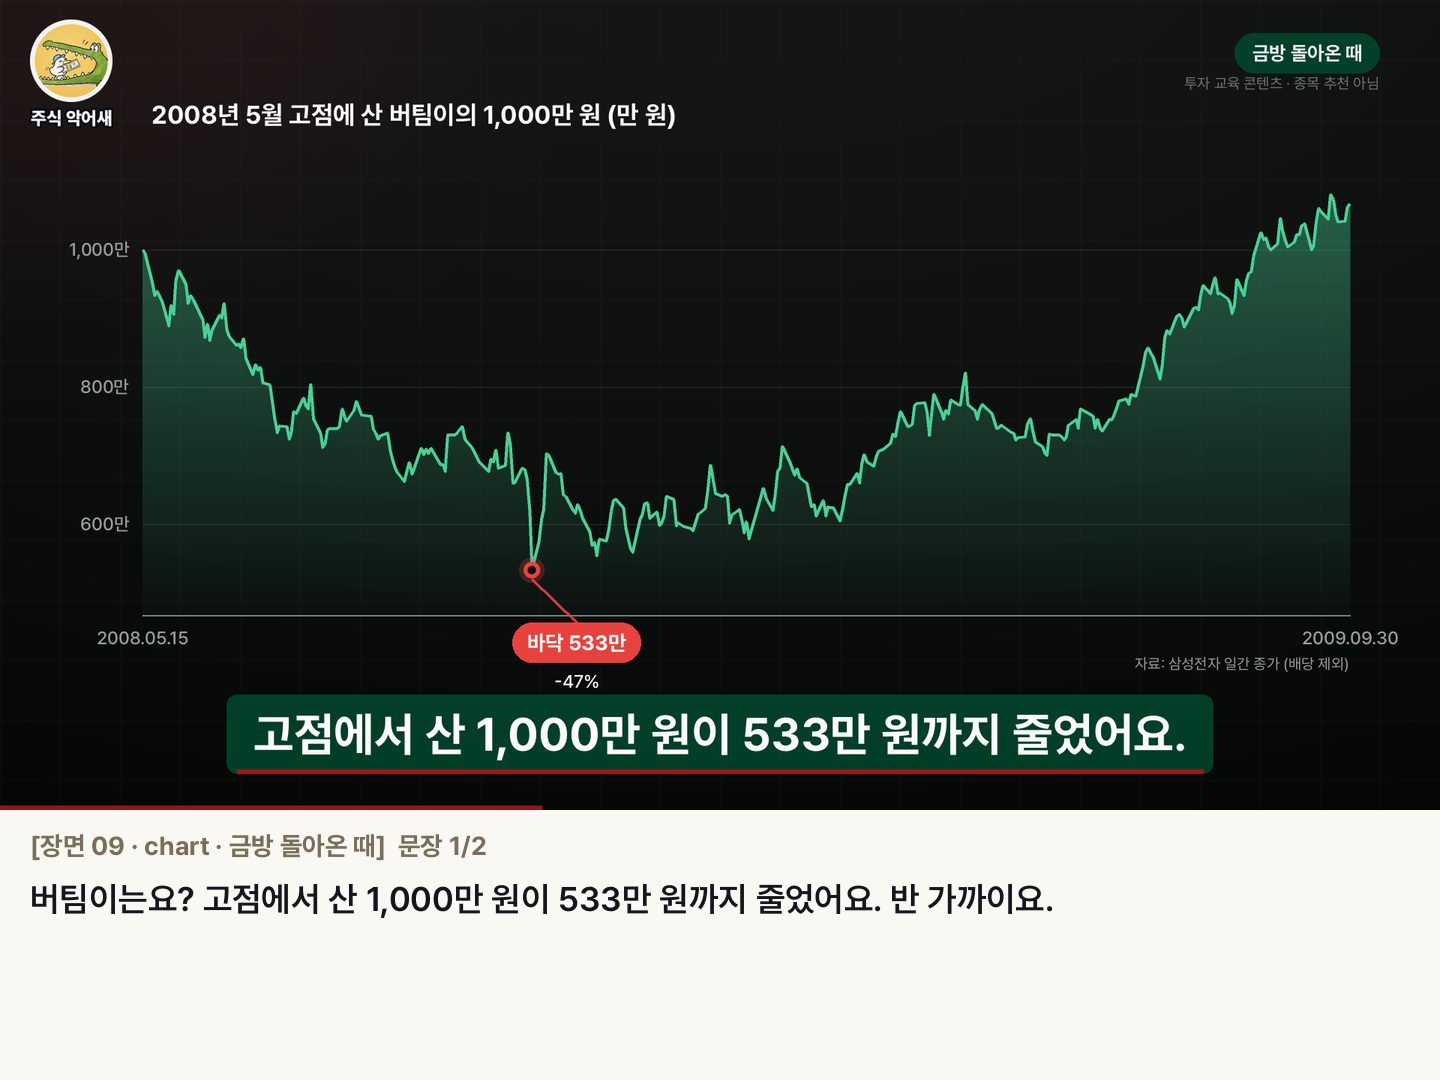 금방 돌아온 때
투자 교육 콘텐츠 · 종목 추천 아님
주식 악어새
2008년 5월 고점에 산 버팀이의 1,000만 원 (만 원)
1,000만
800만
600만
2008.05.15
2009.09.30
바닥 533만
-47%
자료: 삼성전자 일간 종가 (배당 제외)
고점에서 산 1,000만 원이 533만 원까지 줄었어요.
[장면 09 · chart · 금방 돌아온 때] 문장 1/2
버팀이는요? 고점에서 산 1,000만 원이 533만 원까지 줄었어요. 반 가까이요.